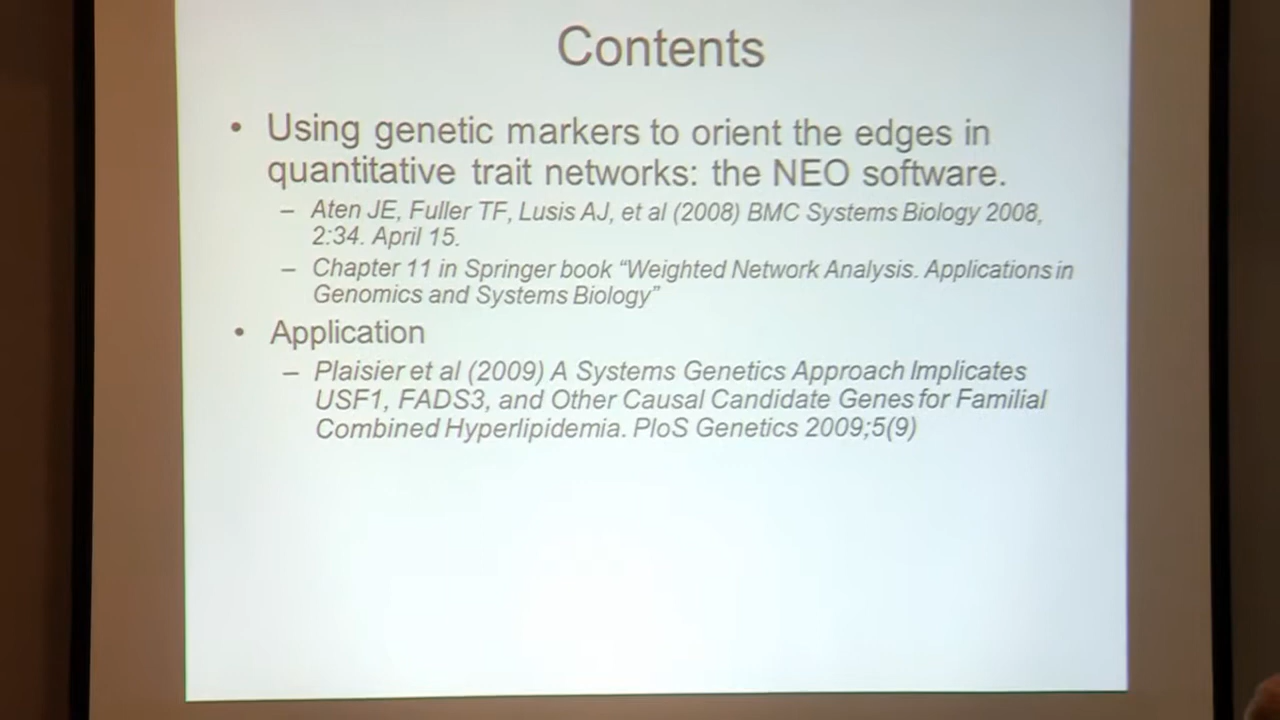 Contents
• Using genetic markers to orient the edges in
quantitative trait networks: the NEO software.
– Aten JE, Fuller TF, Lusis AJ, et al (2008) BMC Systems Biology 2008,
2:34. April 15.
– Chapter 11 in Springer book “Weighted Network Analysis. Applications in
Genomics and Systems Biology”
• Application
– Plaisier et al (2009) A Systems Genetics Approach Implicates
USF1, FADS3, and Other Causal Candidate Genes for Familial
Combined Hyperlipidemia. PloS Genetics 2009;5(9)